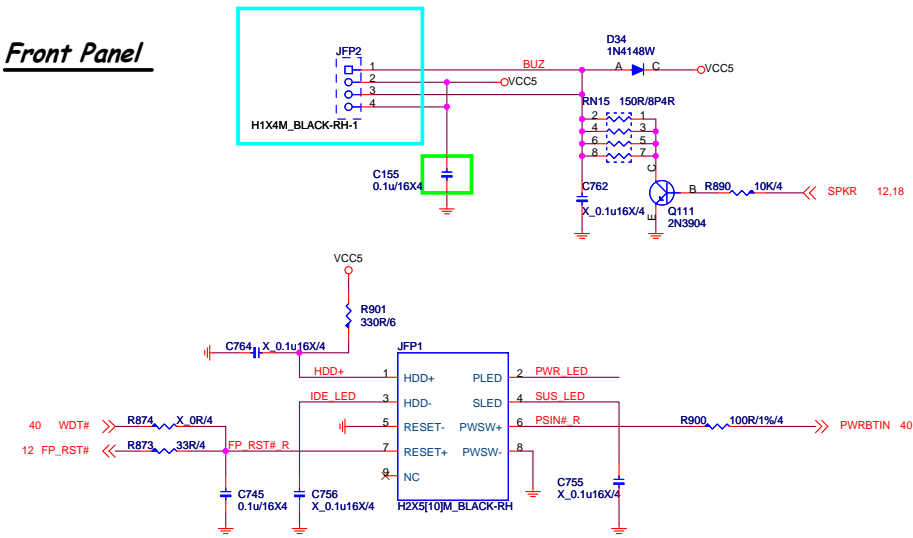 Front Panel
JFP2
1
2
3
4
H1X4M_BLACK-RH-1
BUZ
VCC5
D34
1N4148W
A
C
VCC5
RN15 150R/8P4R
2 1
4 3
6 5
8 7
C155
0.1u/16X4
C762
X_0.1u16X/4
C
B
E
Q111
2N3904
R890 10K/4
SPKR 12,18
VCC5
R901
330R/6
C764 X_0.1u16X/4
JFP1
HDD+ 1 HDD+ PLED 2 PWR_LED
IDE_LED 3 HDD- SLED 4 SUS_LED
5 RESET- PWSW+ 6 PSIN#_R
R900 100R/1%/4 PWRBTIN 40
40 WDT# R874 X_0R/4
12 FP_RST# R873 33R/4 FP_RST#_R 7 RESET+ PWSW- 8
9 NC
C745
0.1u/16X4
C756
X_0.1u16X/4
H2X5[10]M_BLACK-RH
C755
X_0.1u16X/4